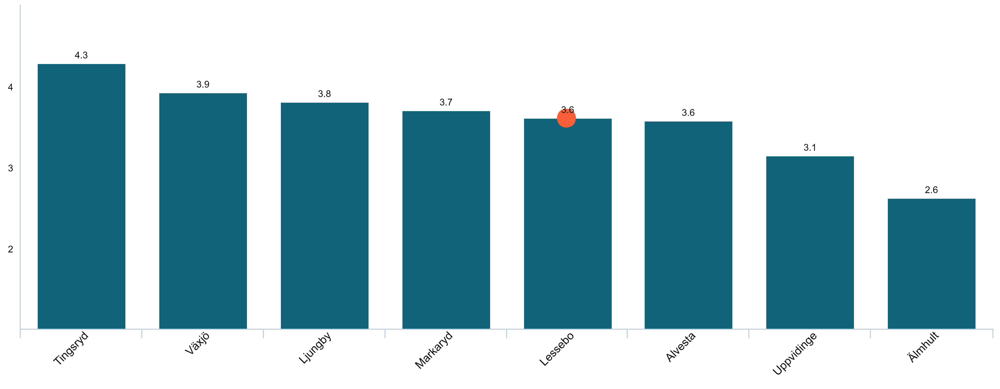 4.3
3.9
3.8
3.7
3.6
3.6
3.1
2.6
4
3
2
Tingsryd
Växjö
Ljungby
Markaryd
Lessebo
Alvesta
Uppvidinge
Älmhult